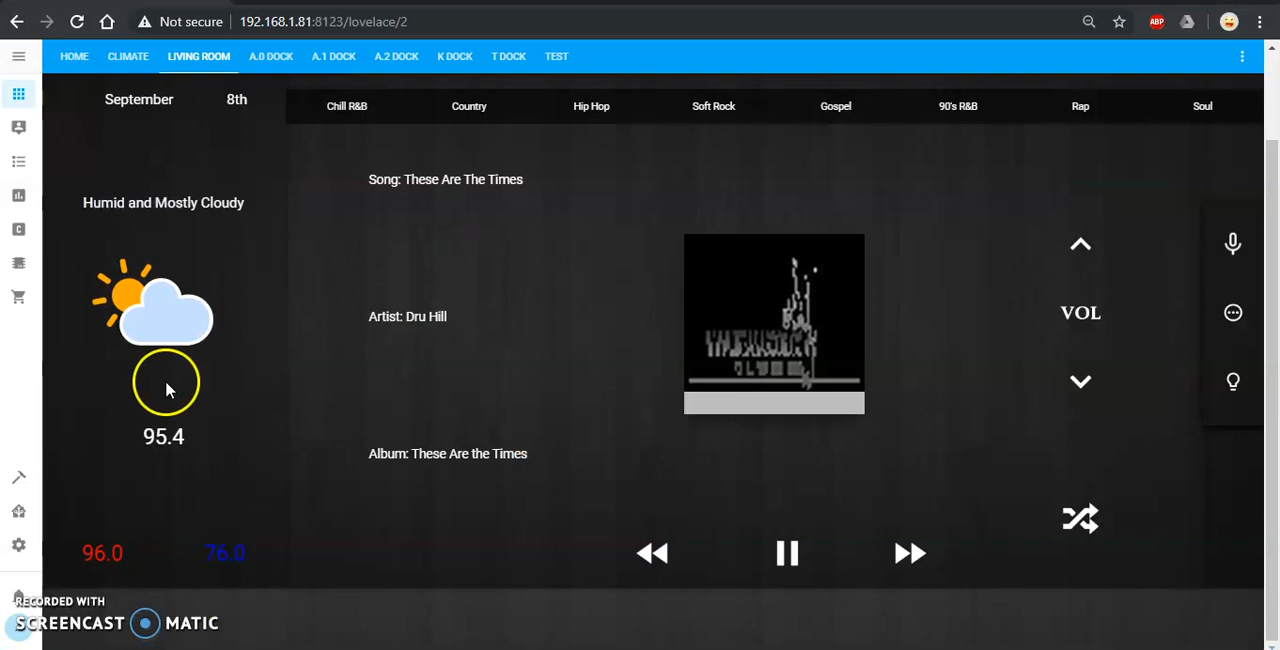 Not secure 192.168.1.81:8123/lovelace/2 ABP
HOME CLIMATE LIVING ROOM A.0 DOCK A.1 DOCK A.2 DOCK K DOCK T DOCK TEST
September 8th
Chill R&B Country Hip Hop Soft Rock Gospel 90's R&B Rap Soul
Song: These Are The Times
Humid and Mostly Cloudy
C
Artist: Dru Hill
VOL
95.4
Album: These Are the Times
96.0 76.0
RECORDED WITH
SCREENCAST MATIC